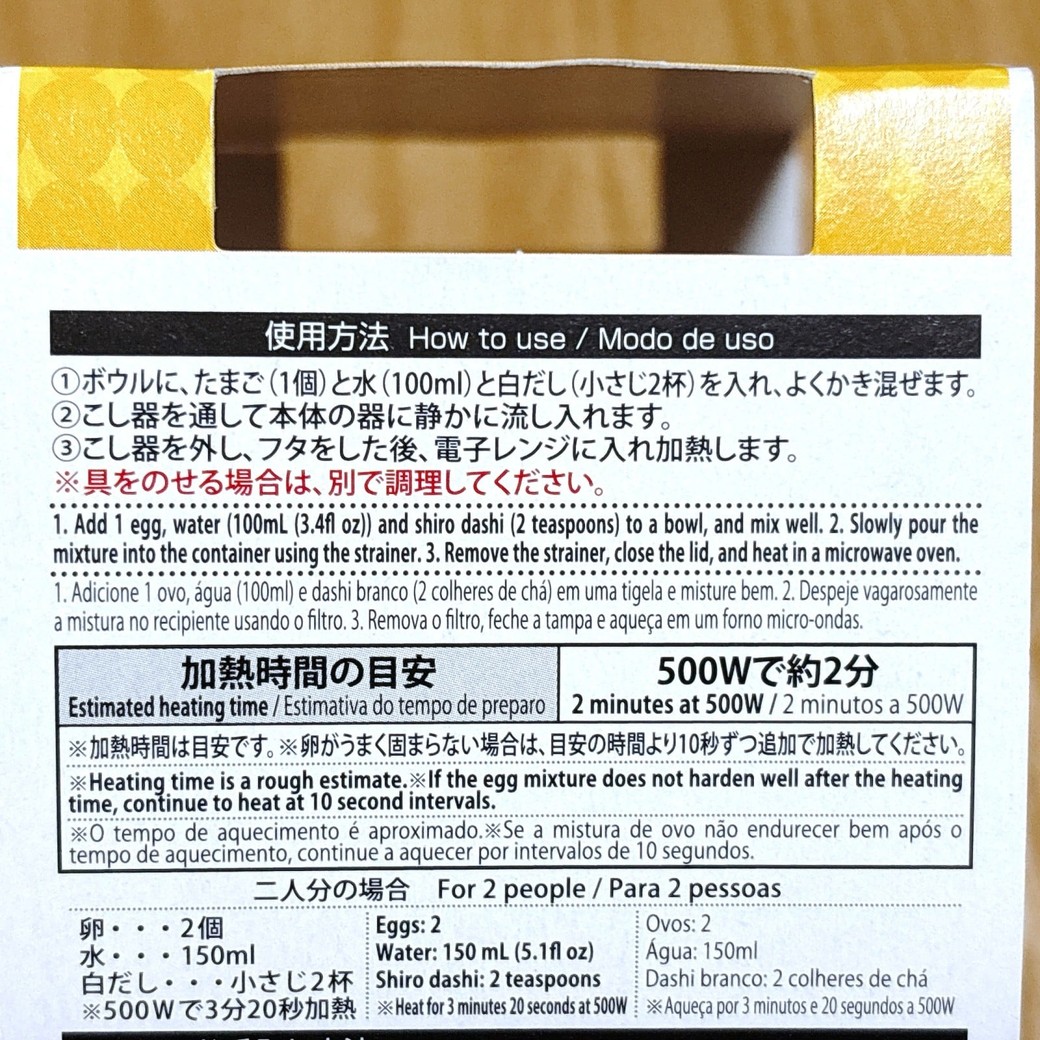 使用方法 How to use / Modo de uso
①ボウルに、たまご(1個)と水(100ml)と白だし(小さじ2杯)を入れ、よくかき混ぜます。
②こし器を通して本体の器に静かに流し入れます。
③こし器を外し、フタをした後、電子レンジに入れ加熱します。
※具をのせる場合は、別で調理してください。
1. Add 1 egg, water (100mL (3.4fl oz)) and shiro dashi (2 teaspoons) to a bowl, and mix well. 2. Slowly pour the
mixture into the container using the strainer. 3. Remove the strainer, close the lid, and heat in a microwave oven.
1. Adicione 1 ovo, água (100ml) e dashi branco (2 colheres de chá) em uma tigela e misture bem. 2. Despeje vagarosamente
a mistura no recipiente usando o filtro. 3. Remova o filtro, feche a tampa e aqueça em um forno micro-ondas.
加熱時間の目安
Estimated heating time / Estimativa do tempo de preparo
500Wで約2分
2 minutes at 500W / 2 minutos a 500W
※加熱時間は目安です。※卵がうまく固まらない場合は、目安の時間より10秒ずつ追加で加熱してください。
※Heating time is a rough estimate.※If the egg mixture does not harden well after the heating
time, continue to heat at 10 second intervals.
※O tempo de aquecimento é aproximado.※Se a mistura de ovo não endurecer bem após o
tempo de aquecimento, continue a aquecer por intervalos de 10 segundos.
二人分の場合 For 2 people / Para 2 pessoas
卵・・・2個
水・・・150ml
白だし・・・小さじ2杯
※500Wで3分20秒加熱
Eggs: 2
Water: 150 mL (5.1fl oz)
Shiro dashi: 2 teaspoons
※Heat for 3 minutes 20 seconds at 500W
Ovos: 2
Água: 150ml
Dashi branco: 2 colheres de chá
※Aqueça por 3 minutos e 20 segundos a 500W